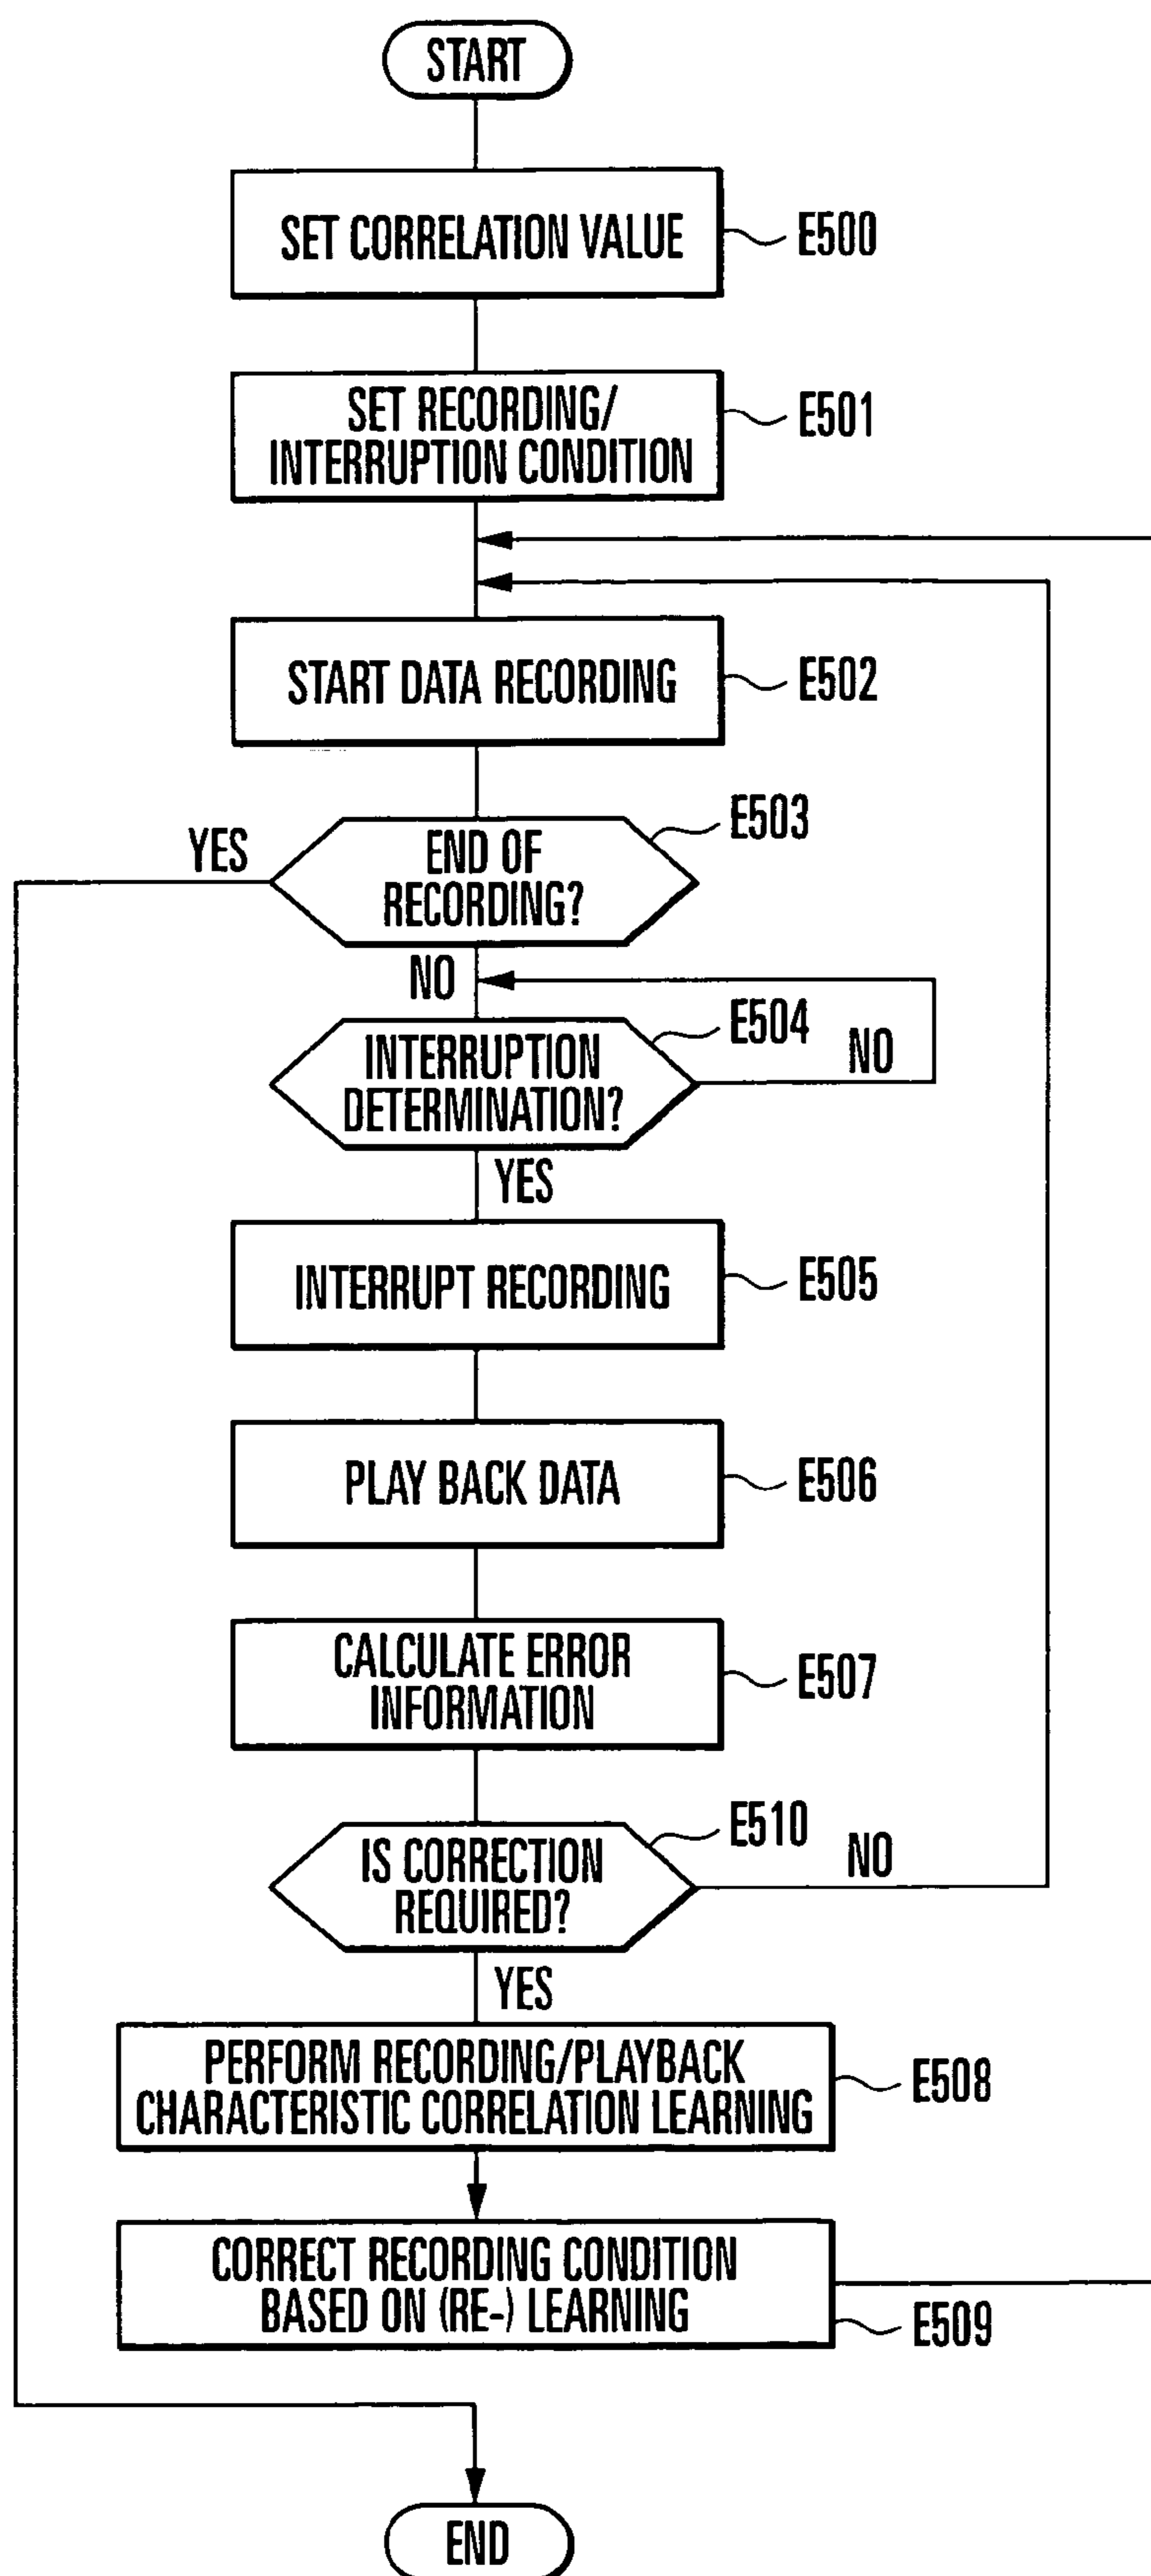 START
SET CORRELATION VALUE
E500
SET RECORDING/
INTERRUPTION CONDITION
E501
START DATA RECORDING
E502
END OF
RECORDING?
E503
YES
NO
INTERRUPTION
DETERMINATION?
E504
NO
YES
INTERRUPT RECORDING
E505
PLAY BACK DATA
E506
CALCULATE ERROR
INFORMATION
E507
IS CORRECTION
REQUIRED?
E510
NO
YES
PERFORM RECORDING/PLAYBACK
CHARACTERISTIC CORRELATION LEARNING
E508
CORRECT RECORDING CONDITION
BASED ON (RE-) LEARNING
E509
END